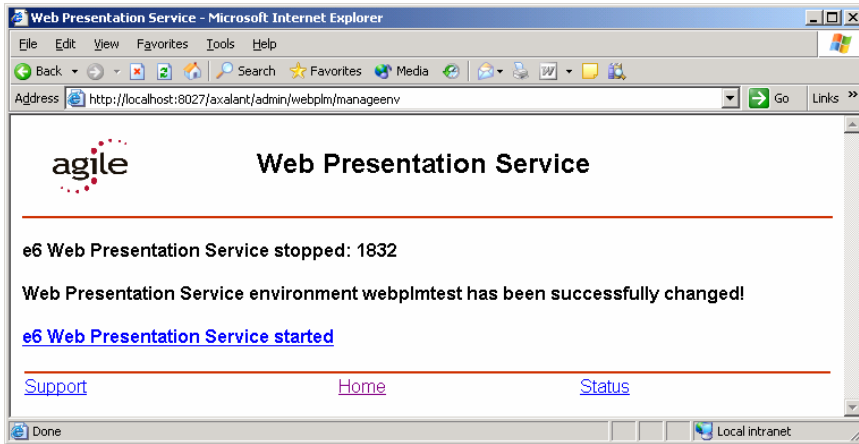 Web Presentation Service - Microsoft Internet Explorer
File Edit View Favorites Tools Help
Back Search Favorites Media
Address http://localhost:8027/axalant/admin/webplm/manageenv Go Links »
agile Web Presentation Service
e6 Web Presentation Service stopped: 1832
Web Presentation Service environment webplmtest has been successfully changed!
e6 Web Presentation Service started
Support Home Status
Done Local intranet